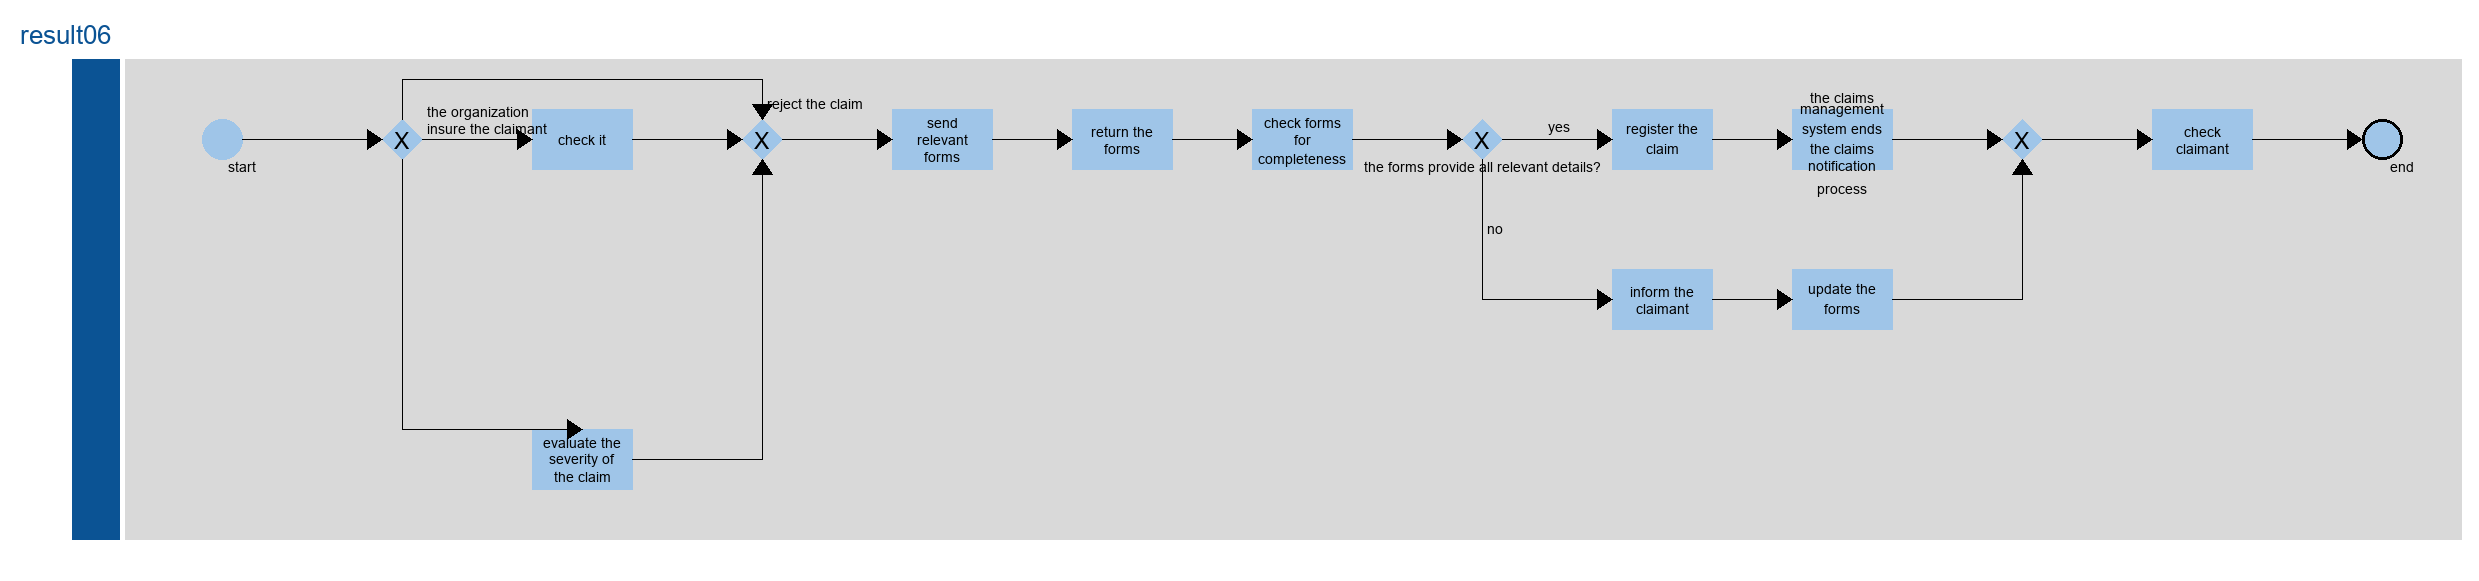 result06
start
X
the organization
insure the claimant
check it
reject the claim
X
send
relevant
forms
return the
forms
check forms
for
completeness
X
the forms provide all relevant details?
yes
no
register the
claim
the claims
management
system ends
the claims
notification
process
inform the
claimant
update the
forms
X
check
claimant
end
evaluate the
severity of
the claim